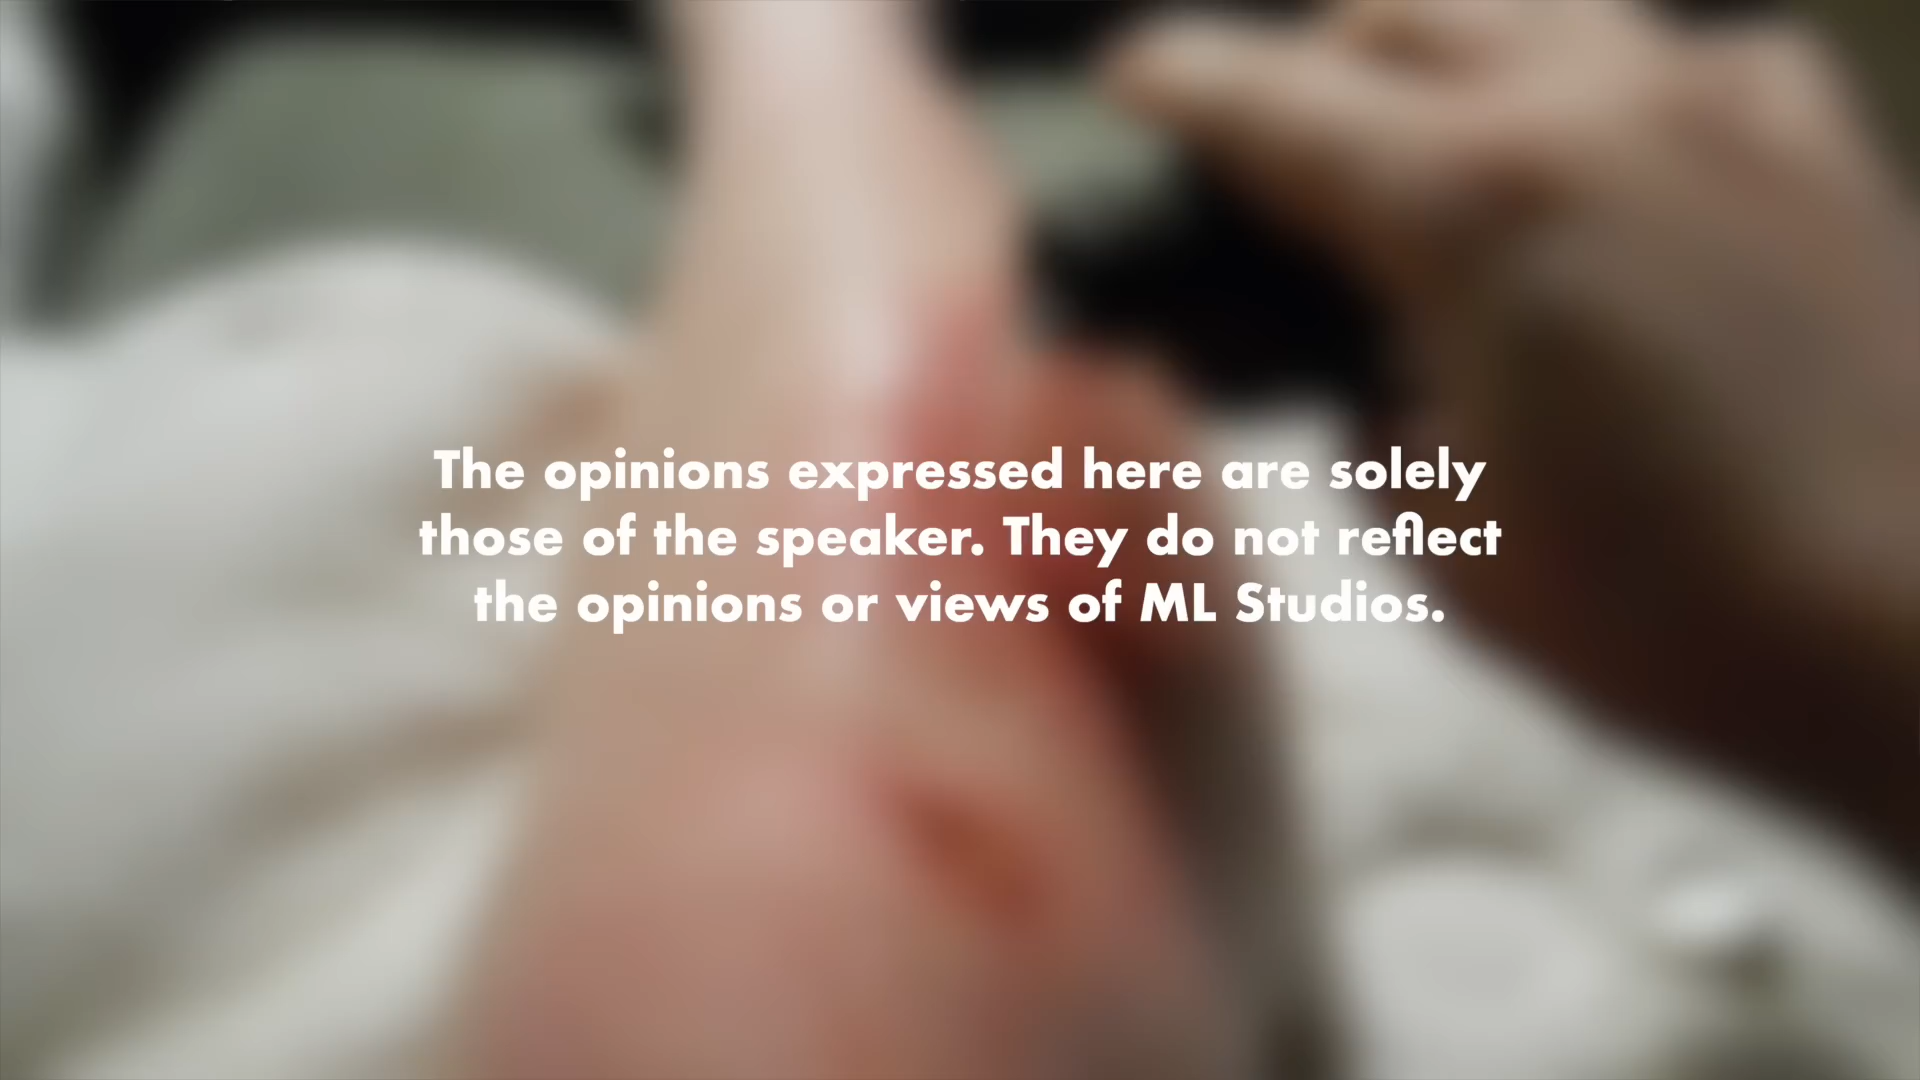 The opinions expressed here are solely
those of the speaker. They do not reflect
the opinions or views of ML Studios.